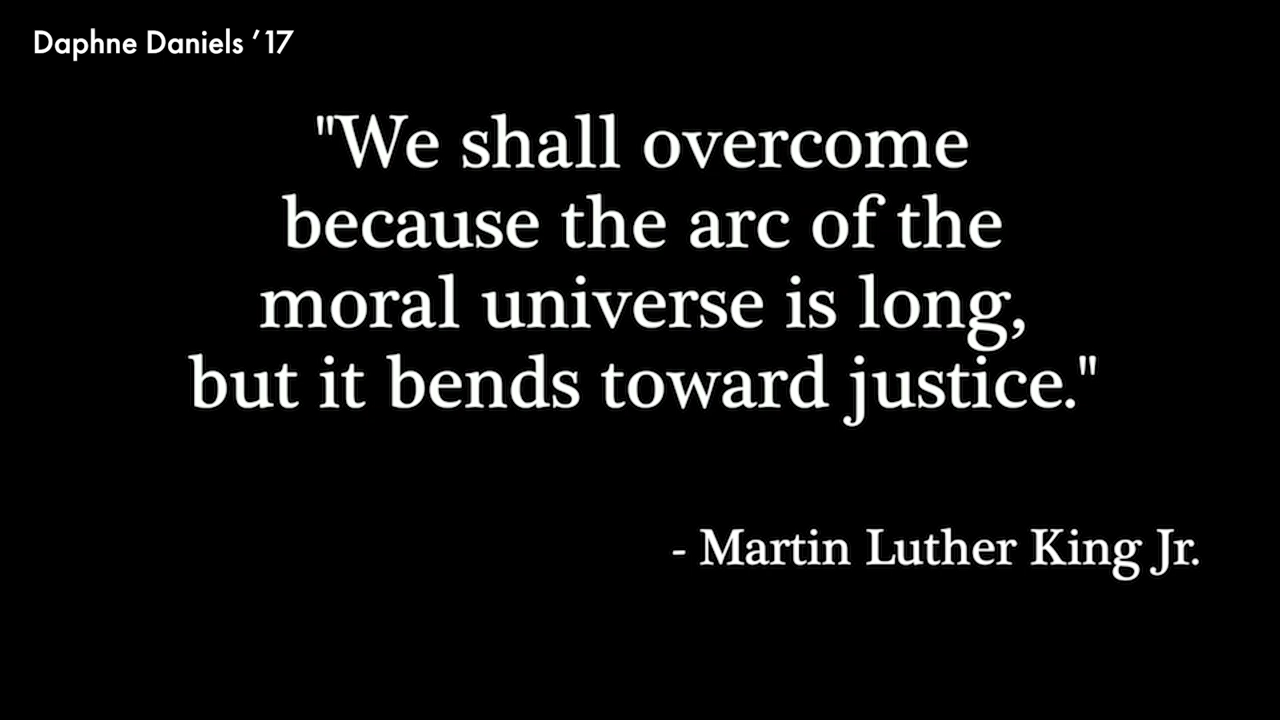 Daphne Daniels ’17
"We shall overcome
because the arc of the
moral universe is long,
but it bends toward justice."
- Martin Luther King Jr.